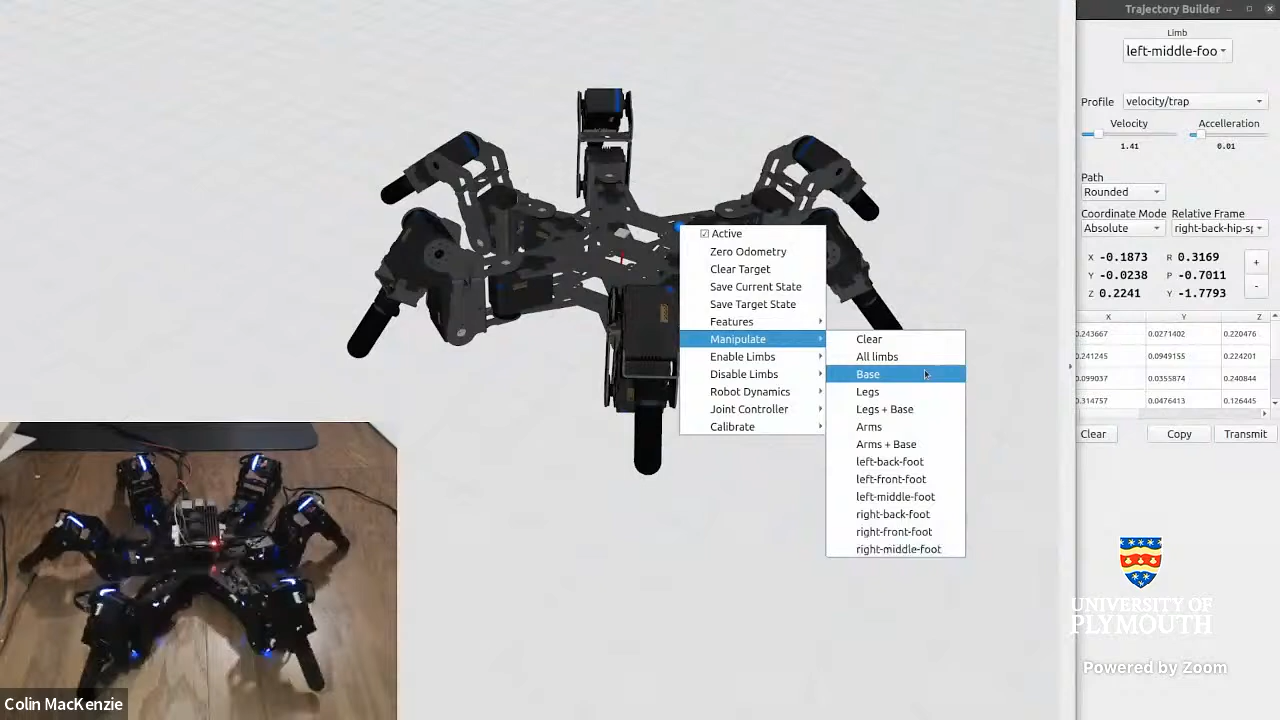 Trajectory Builder
Limb
left-middle-foo
Profile
velocity/trap
Velocity
Accelleration
1.41
0.01
Path
Rounded
Coordinate Mode
Relative Frame
Absolute
right-back-hip-sp
X -0.1873 R 0.3169
Y -0.0238 P -0.7011
Z 0.2241 Y -1.7793
+
-
X Y Z
0.243667 0.0271402 0.220476
0.241245 0.0949155 0.224201
0.099037 0.0355874 0.240844
0.314757 0.0476413 0.126445
Clear
Copy
Transmit
Active
Zero Odometry
Clear Target
Save Current State
Save Target State
Features
Manipulate
Enable Limbs
Disable Limbs
Robot Dynamics
Joint Controller
Calibrate
Clear
All limbs
Base
Legs
Legs + Base
Arms
Arms + Base
left-back-foot
left-front-foot
left-middle-foot
right-back-foot
right-front-foot
right-middle-foot
UNIVERSITY OF
PLYMOUTH
Powered by Zoom
Colin MacKenzie